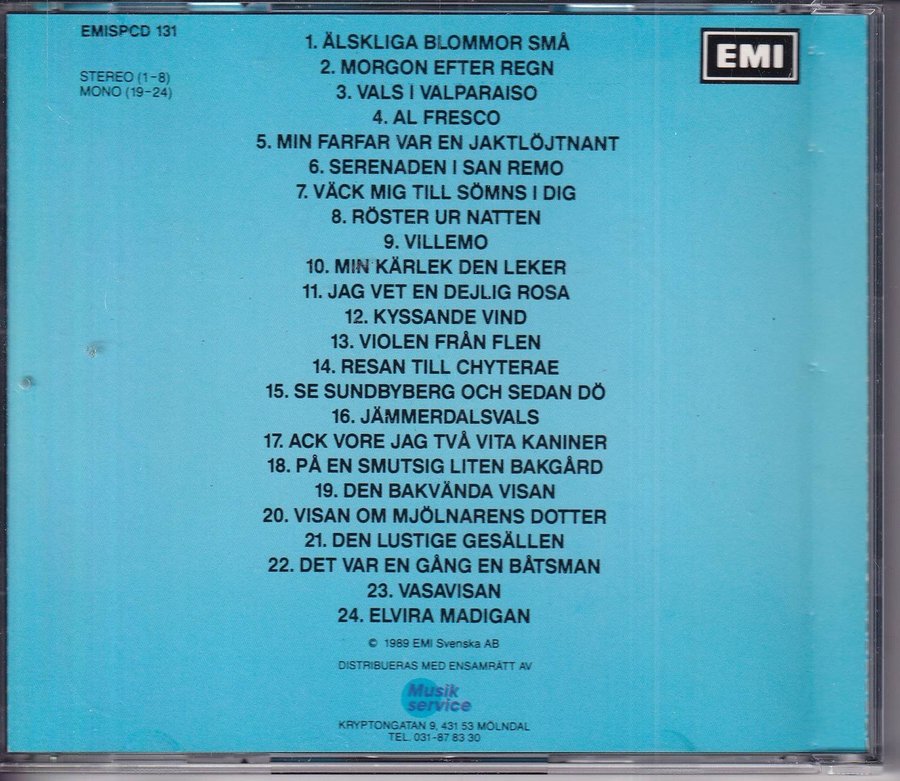 EMISPCD 131
STEREO (1-8)
MONO (19-24)
EMI
1. ÄLSKLIGA BLOMMOR SMÅ
2. MORGON EFTER REGN
3. VALS I VALPARAISO
4. AL FRESCO
5. MIN FARFAR VAR EN JAKTLÖJTNANT
6. SERENADEN I SAN REMO
7. VÄCK MIG TILL SÖMNS I DIG
8. RÖSTER UR NATTEN
9. VILLEMO
10. MIN KÄRLEK DEN LEKER
11. JAG VET EN DEJLIG ROSA
12. KYSSANDE VIND
13. VIOLEN FRÅN FLEN
14. RESAN TILL CHYTERAE
15. SE SUNDBYBERG OCH SEDAN DÖ
16. JÄMMERDALSVALS
17. ACK VORE JAG TVÅ VITA KANINER
18. PÅ EN SMUTSIG LITEN BAKGÅRD
19. DEN BAKVÄNDA VISAN
20. VISAN OM MJÖLNARENS DOTTER
21. DEN LUSTIGE GESÄLLEN
22. DET VAR EN GÅNG EN BÅTSMAN
23. VASAVISAN
24. ELVIRA MADIGAN
© 1989 EMI Svenska AB
DISTRIBUERAS MED ENSAMRÄTT AV
Musik
service
KRYPTONGATAN 9, 431 53 MÖLNDAL
TEL. 031-87 83 30